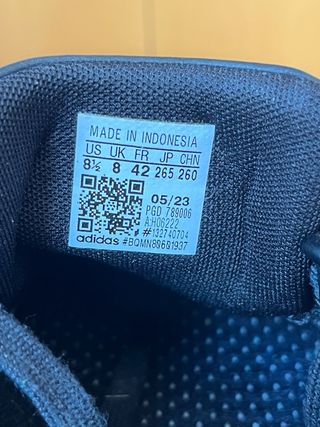 MADE IN INDONESIA
US UK FR JP CHN
8½ 8 42 265 260
05/23
PGD 789006
AH06222
#132740704
adidas #BQMN80601937